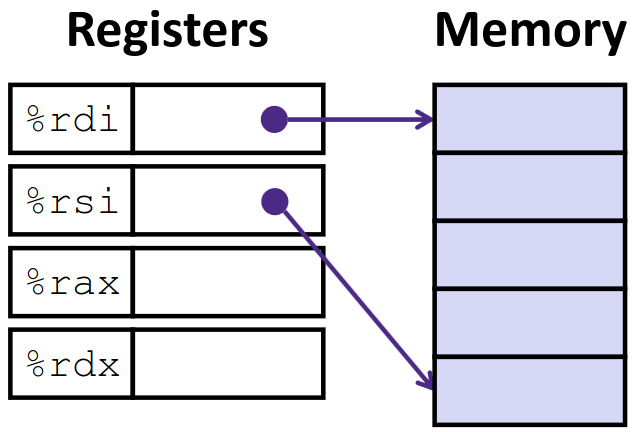 Registers
Memory
%rdi
%rsi
%rax
%rdx